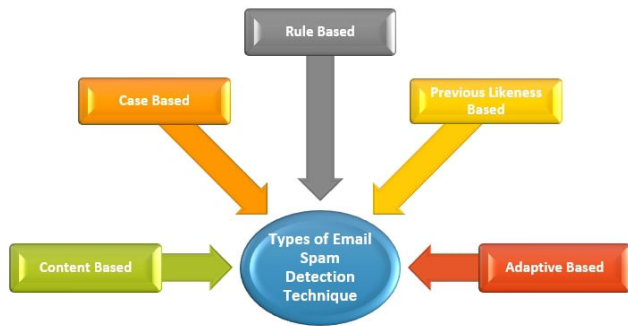 Rule Based
Case Based
Previous Likeness
Based
Content Based
Types of Email
Spam
Detection
Technique
Adaptive Based